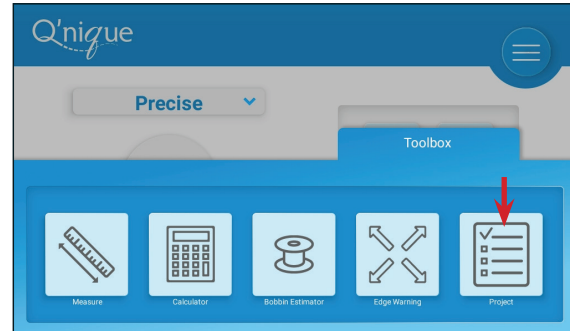 Q'nique
Precise
Toolbox
Measure
Calculator
Bobbin Estimator
Edge Warning
Project